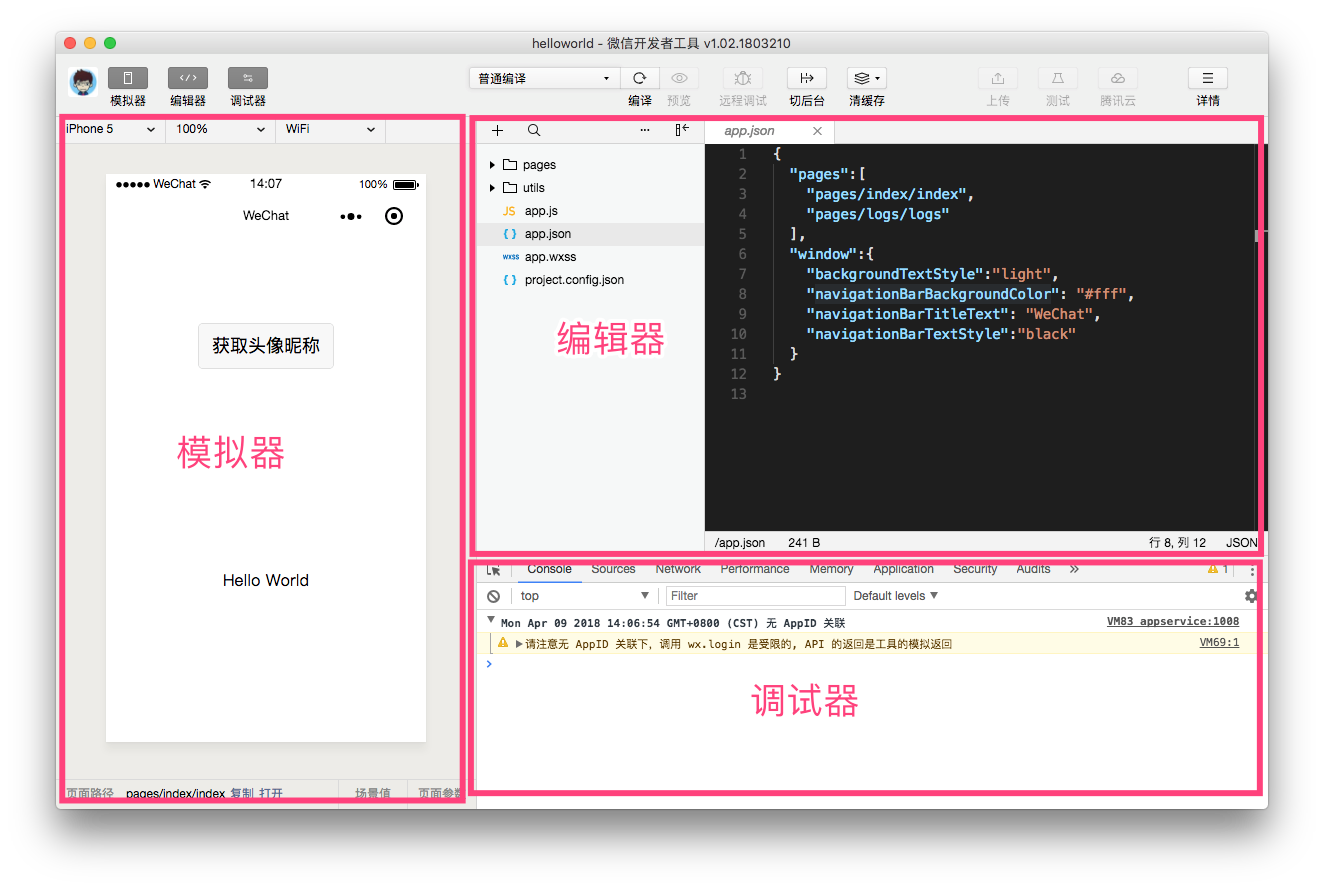 helloworld - 微信开发者工具 v1.02.1803210
模拟器 编辑器 调试器 普通编译 编译 预览 远程调试 切后台 清缓存 上传 测试 腾讯云 详情
iPhone 5 100% WiFi
WeChat 14:07 100%
WeChat
获取头像昵称
模拟器
Hello World
页面路径 pages/index/index 复制 打开 场景值 页面参数
pages
utils
JS app.js
{ } app.json
wxss app.wxss
{ } project.config.json
编辑器
app.json
1 {
2 "pages":[
3 "pages/index/index",
4 "pages/logs/logs"
5 ],
6 "window":{
7 "backgroundTextStyle":"light",
8 "navigationBarBackgroundColor": "#fff",
9 "navigationBarTitleText": "WeChat",
10 "navigationBarTextStyle":"black"
11 }
12 }
13
/app.json 241 B 行 8, 列 12 JSON
Console Sources Network Performance Memory Application Security Audits » 1
top Filter Default levels
Mon Apr 09 2018 14:06:54 GMT+0800 (CST) 无 AppID 关联 VM83 appservice:1008
请注意无 AppID 关联下, 调用 wx.login 是受限的, API 的返回是工具的模拟返回 VM69:1
调试器